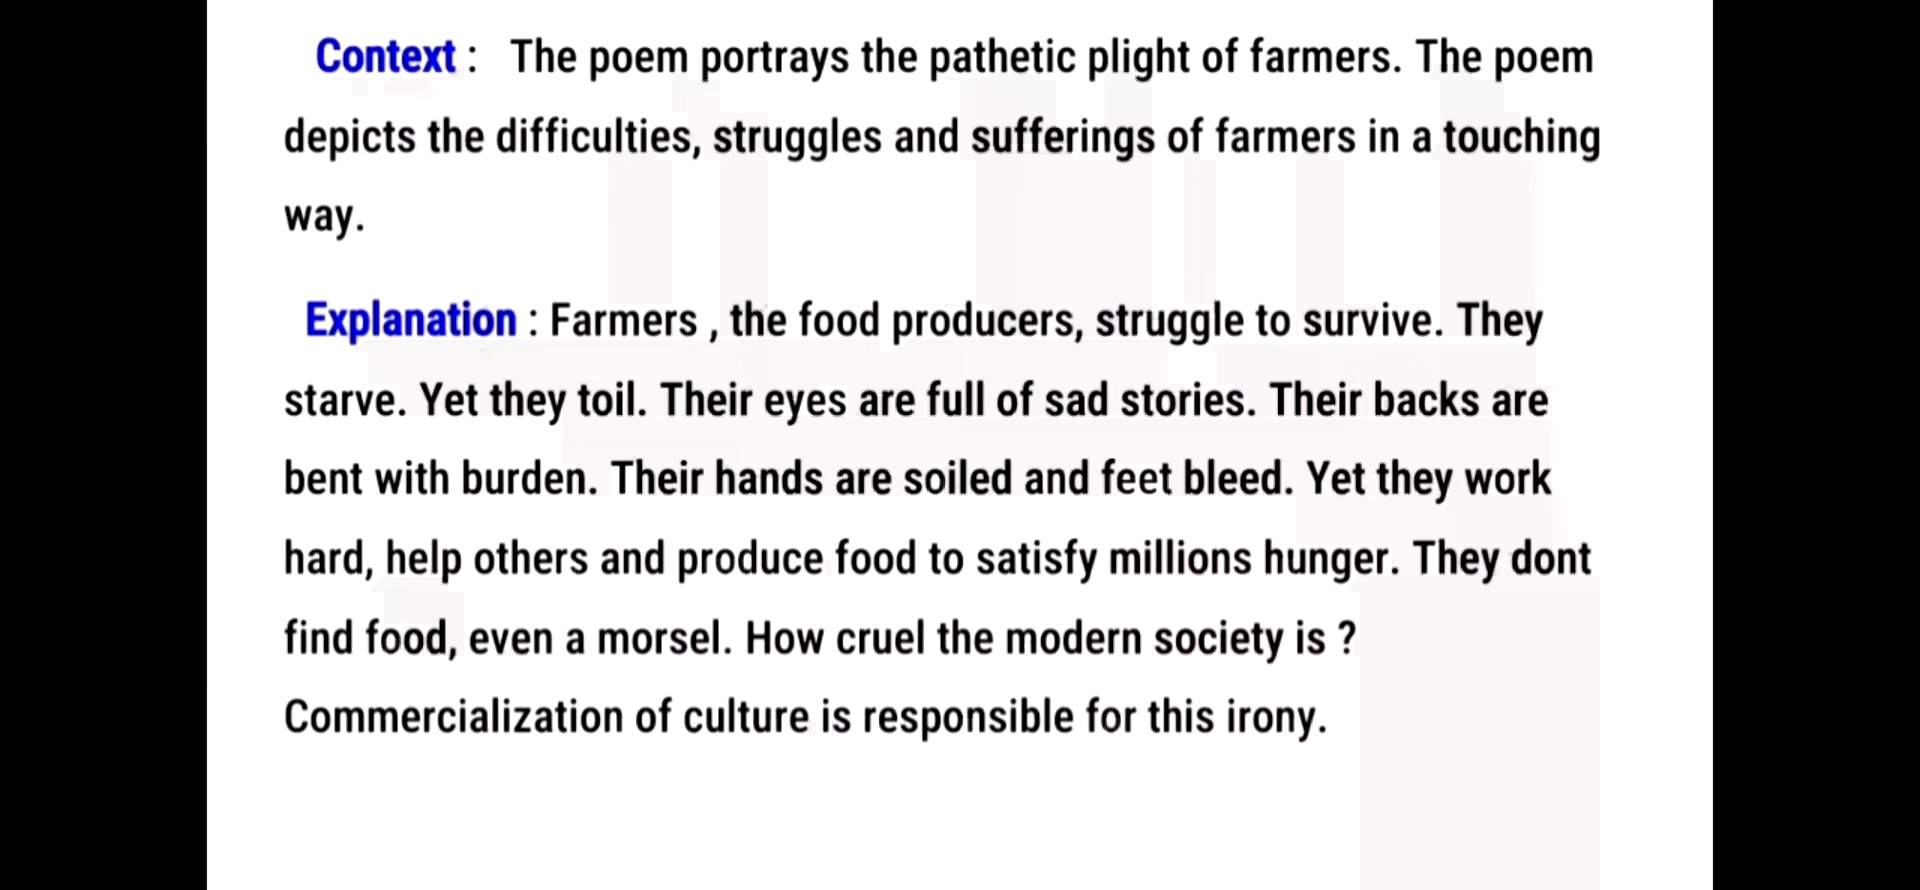 Context : The poem portrays the pathetic plight of farmers. The poem
depicts the difficulties, struggles and sufferings of farmers in a touching
way.
Explanation : Farmers , the food producers, struggle to survive. They
starve. Yet they toil. Their eyes are full of sad stories. Their backs are
bent with burden. Their hands are soiled and feet bleed. Yet they work
hard, help others and produce food to satisfy millions hunger. They dont
find food, even a morsel. How cruel the modern society is ?
Commercialization of culture is responsible for this irony.